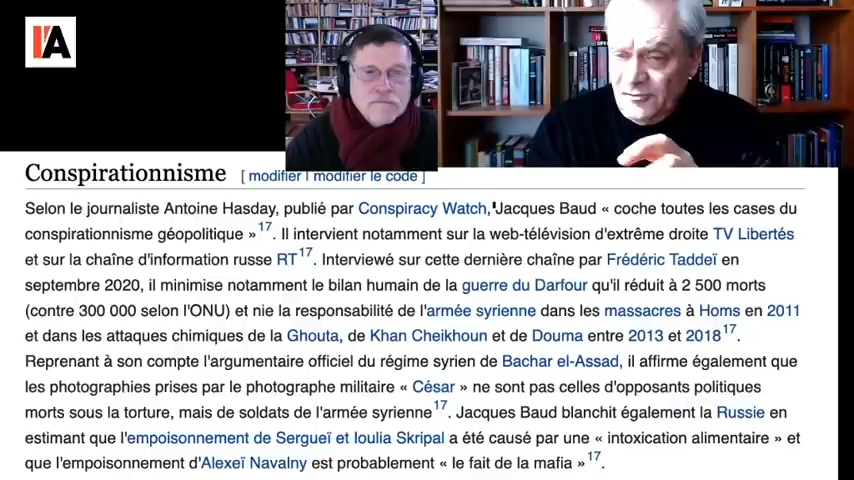 I'A
Conspirationnisme [ modifier | modifier le code ]
Selon le journaliste Antoine Hasday, publié par Conspiracy Watch, Jacques Baud « coche toutes les cases du
conspirationnisme géopolitique »17. Il intervient notamment sur la web-télévision d'extrême droite TV Libertés
et sur la chaîne d'information russe RT17. Interviewé sur cette dernière chaîne par Frédéric Taddeï en
septembre 2020, il minimise notamment le bilan humain de la guerre du Darfour qu'il réduit à 2 500 morts
(contre 300 000 selon l'ONU) et nie la responsabilité de l'armée syrienne dans les massacres à Homs en 2011
et dans les attaques chimiques de la Ghouta, de Khan Cheikhoun et de Douma entre 2013 et 201817.
Reprenant à son compte l'argumentaire officiel du régime syrien de Bachar el-Assad, il affirme également que
les photographies prises par le photographe militaire « César » ne sont pas celles d'opposants politiques
morts sous la torture, mais de soldats de l'armée syrienne17. Jacques Baud blanchit également la Russie en
estimant que l'empoisonnement de Sergueï et Ioulia Skripal a été causé par une « intoxication alimentaire » et
que l'empoisonnement d'Alexeï Navalny est probablement « le fait de la mafia »17.